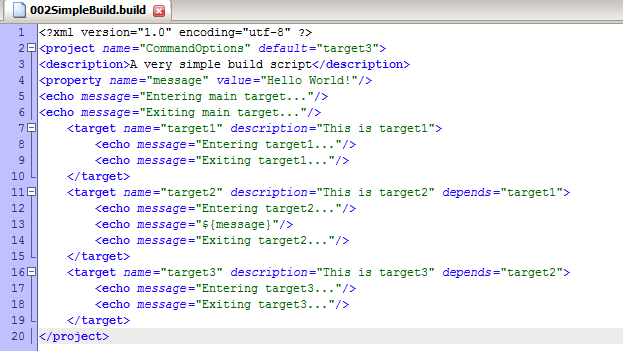 002SimpleBuild.build
1 <?xml version="1.0" encoding="utf-8" ?>
2 <project name="CommandOptions" default="target3">
3 <description>A very simple build script</description>
4 <property name="message" value="Hello World!"/>
5 <echo message="Entering main target..."/>
6 <echo message="Exiting main target..."/>
7 <target name="target1" description="This is target1">
8 <echo message="Entering target1..."/>
9 <echo message="Exiting target1..."/>
10 </target>
11 <target name="target2" description="This is target2" depends="target1">
12 <echo message="Entering target2..."/>
13 <echo message="${message}"/>
14 <echo message="Exiting target2..."/>
15 </target>
16 <target name="target3" description="This is target3" depends="target2">
17 <echo message="Entering target3..."/>
18 <echo message="Exiting target3..."/>
19 </target>
20 </project>